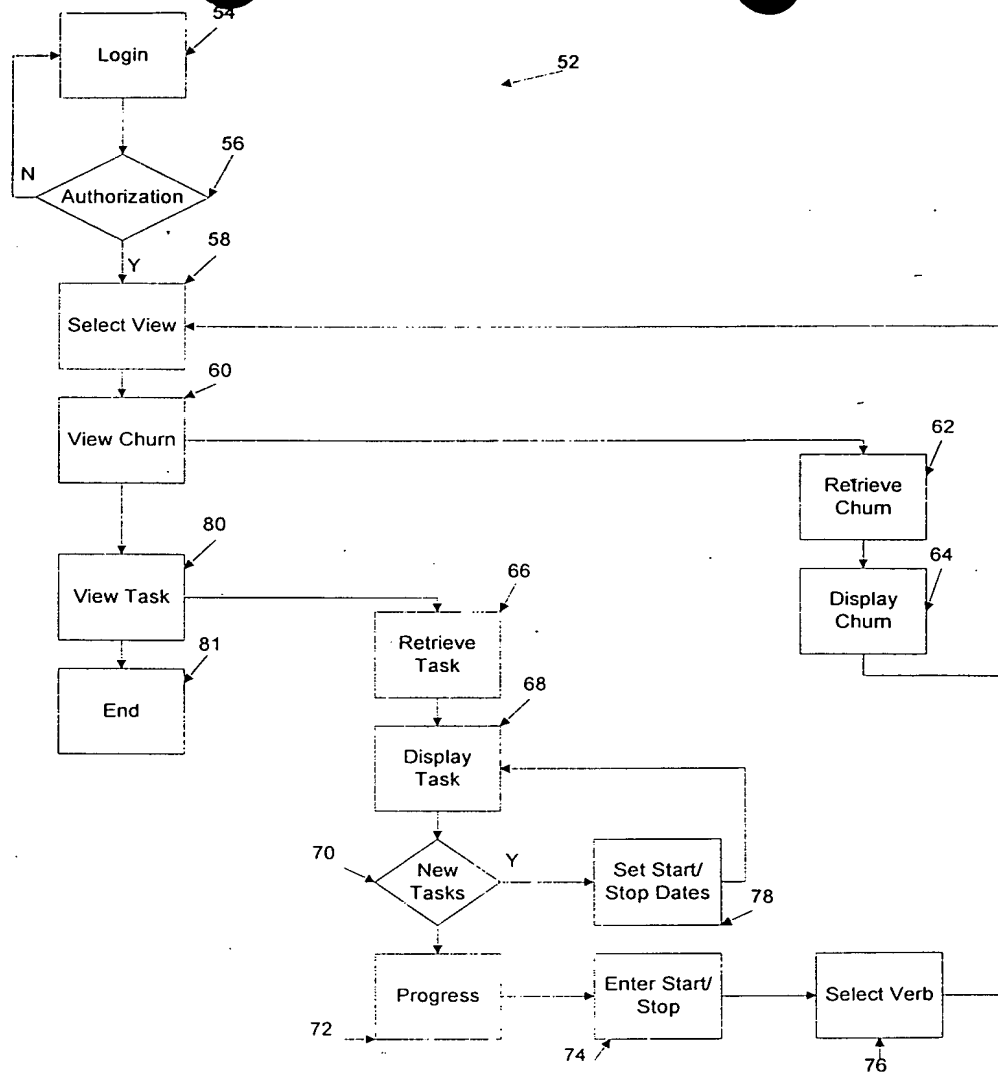 54
Login
52
56
N
Authorization
Y
58
Select View
60
View Churn
62
Retrieve
Churn
80
View Task
64
Display
Churn
66
Retrieve
Task
81
End
68
Display
Task
70
New
Tasks
Y
Set Start/
Stop Dates
78
Progress
72
Enter Start/
Stop
74
Select Verb
76